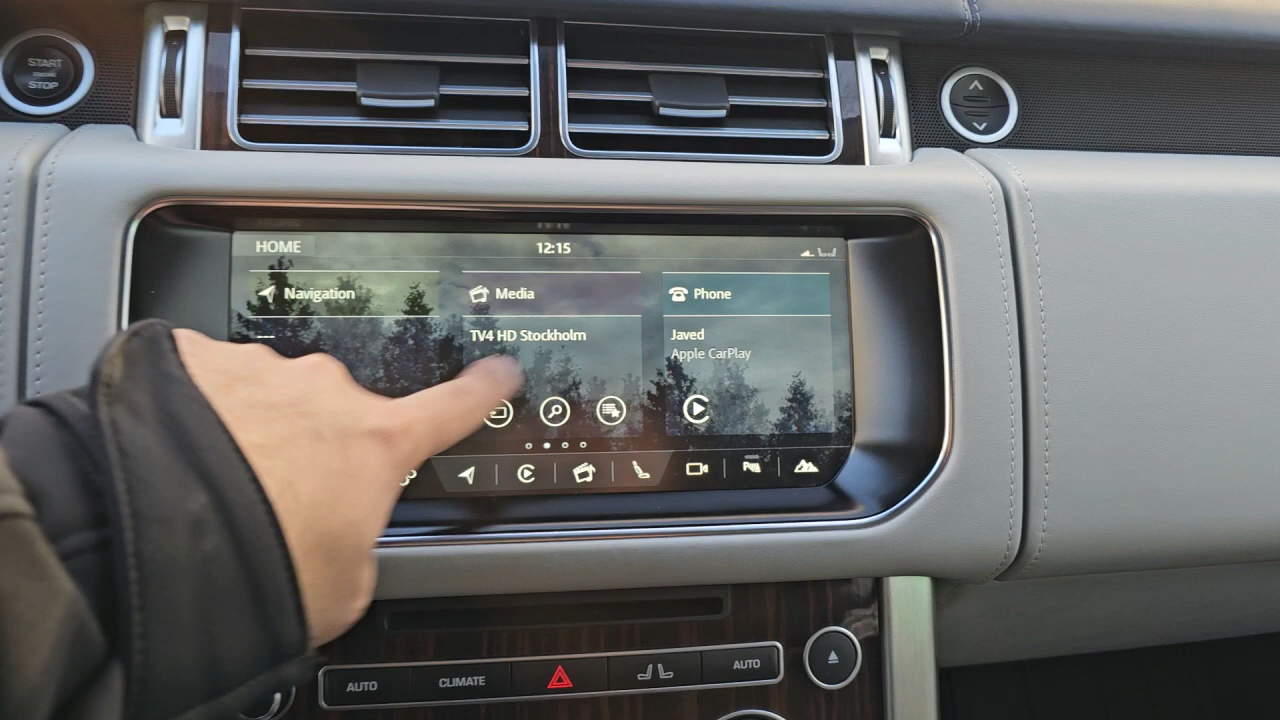 START
ENGINE
STOP
HOME
12:15
Navigation
Media
Phone
---
TV4 HD Stockholm
Javed
Apple CarPlay
AUTO
CLIMATE
AUTO